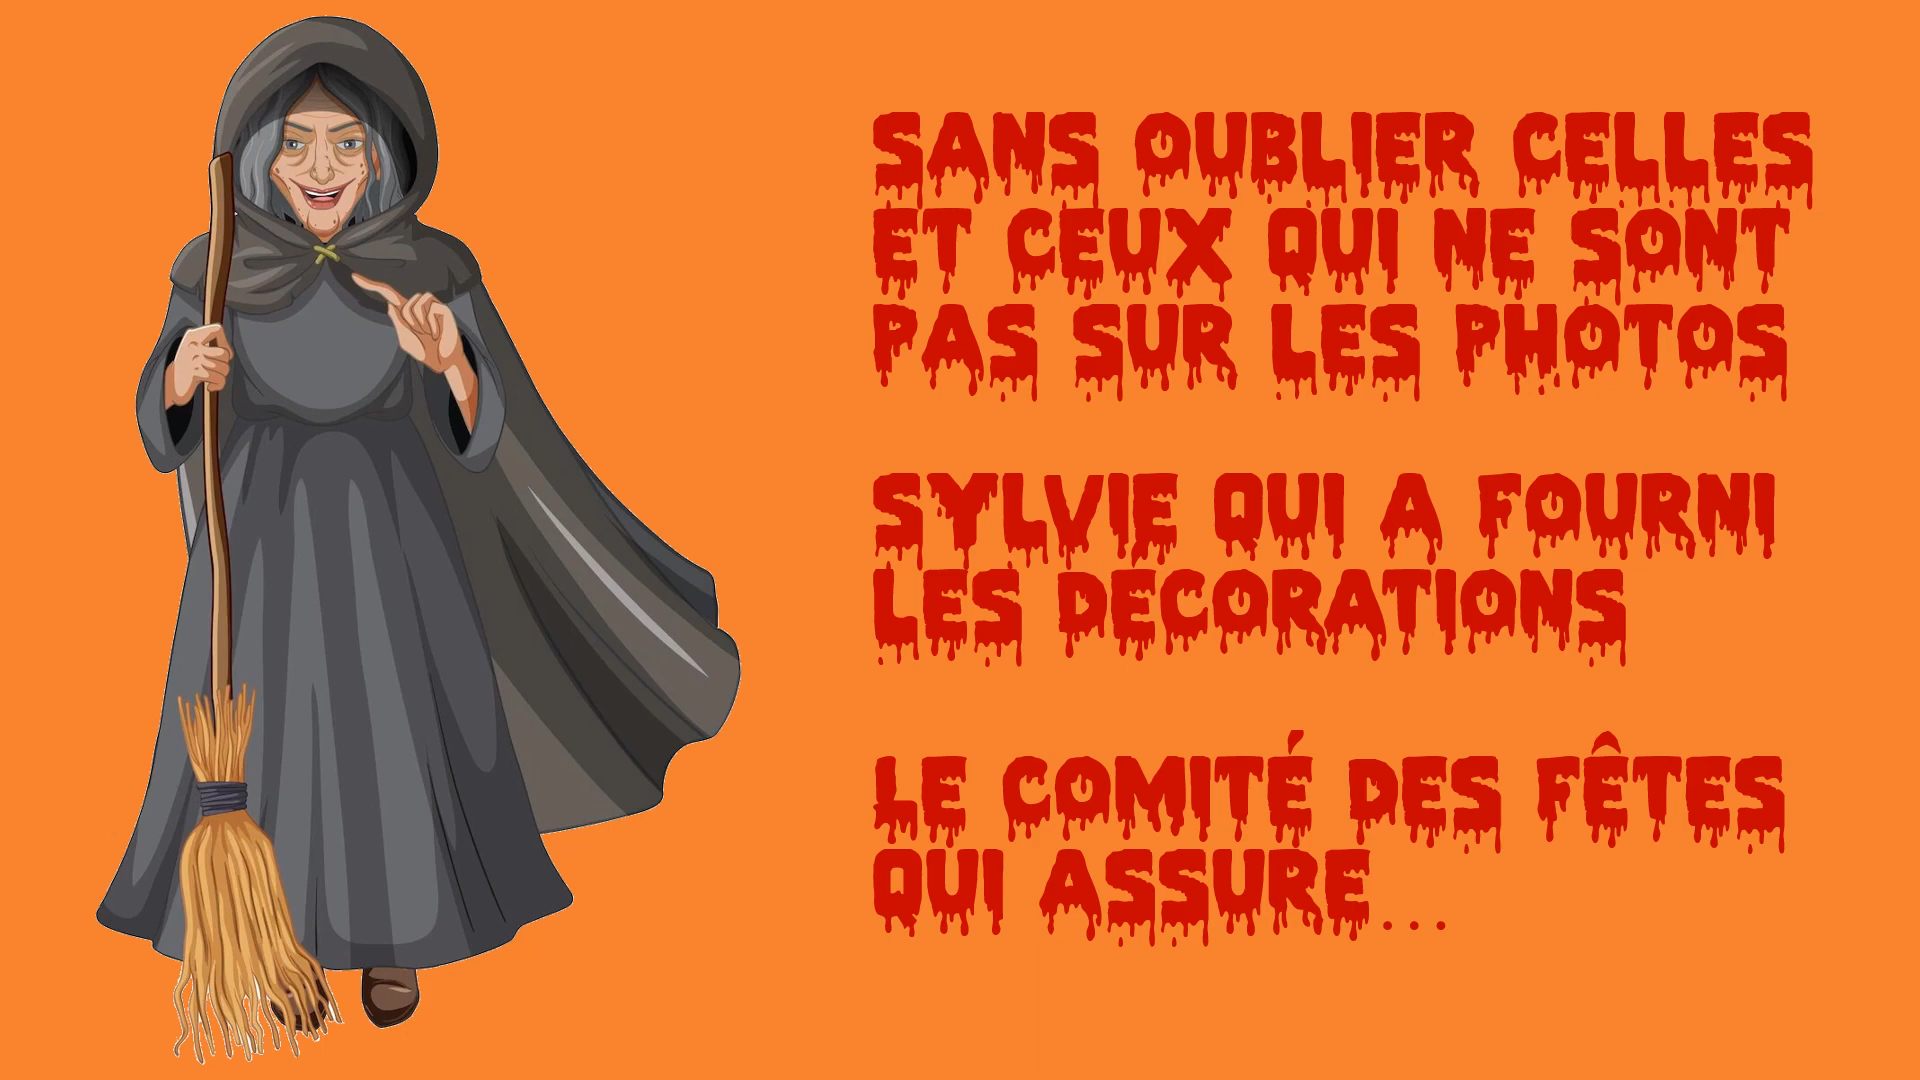 SANS OUBLIER CELLES
ET CEUX QUI NE SONT
PAS SUR LES PHOTOS
SYLVIE QUI A FOURNI
LES DECORATIONS
LE COMITÉ DES FÊTES
QUI ASSURE...